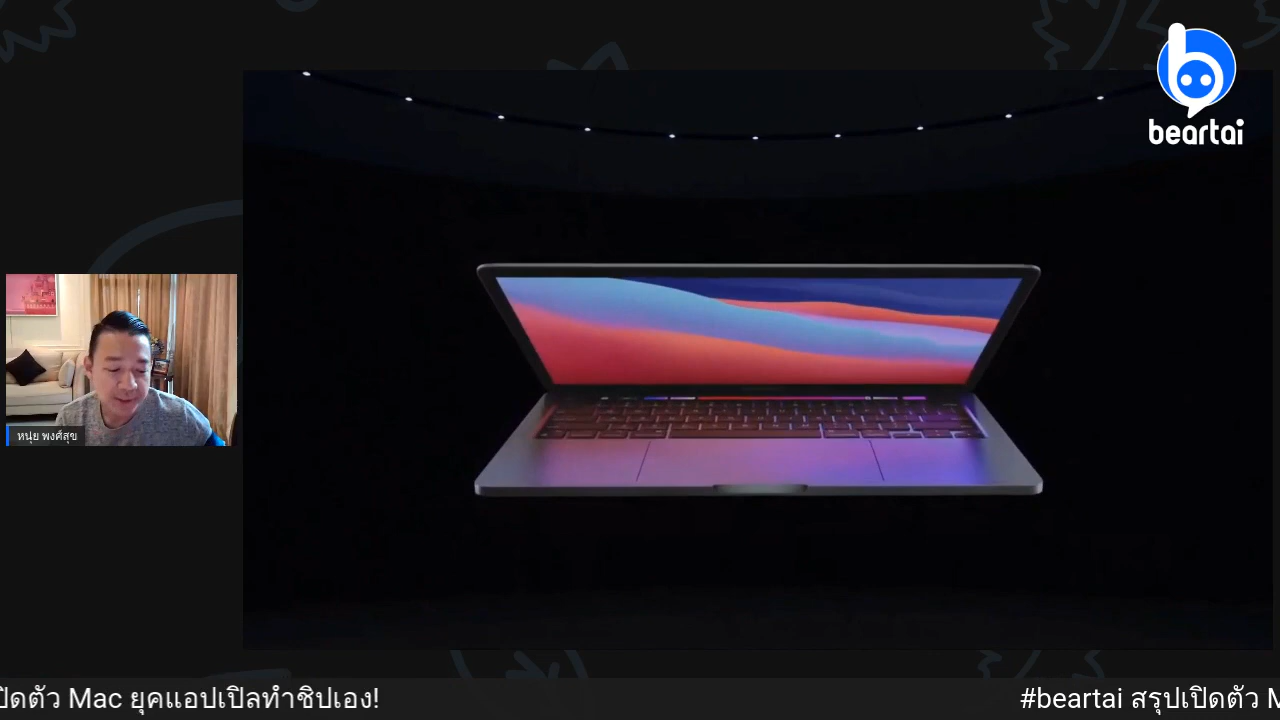 beartai
หนุ่ย พงศ์สุข
ปิดตัว Mac ยุคแอปเปิลทำชิปเอง!
#beartai สรุปเปิดตัว M